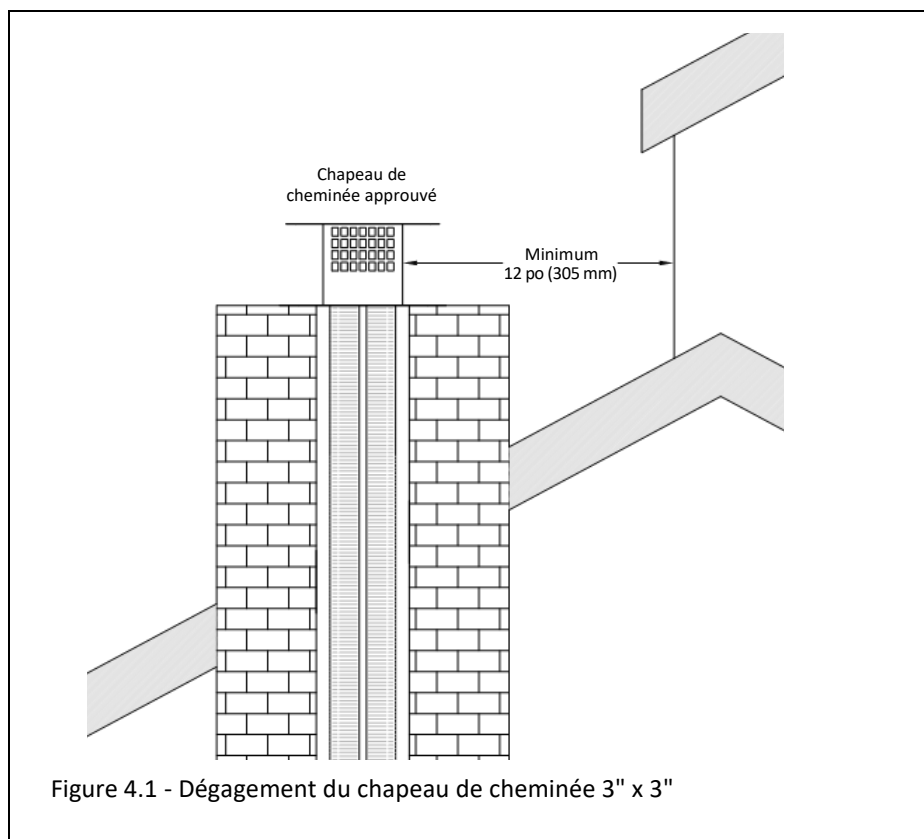 Chapeau de
cheminée approuvé
Minimum
12 po (305 mm)
Figure 4.1 - Dégagement du chapeau de cheminée 3" x 3"